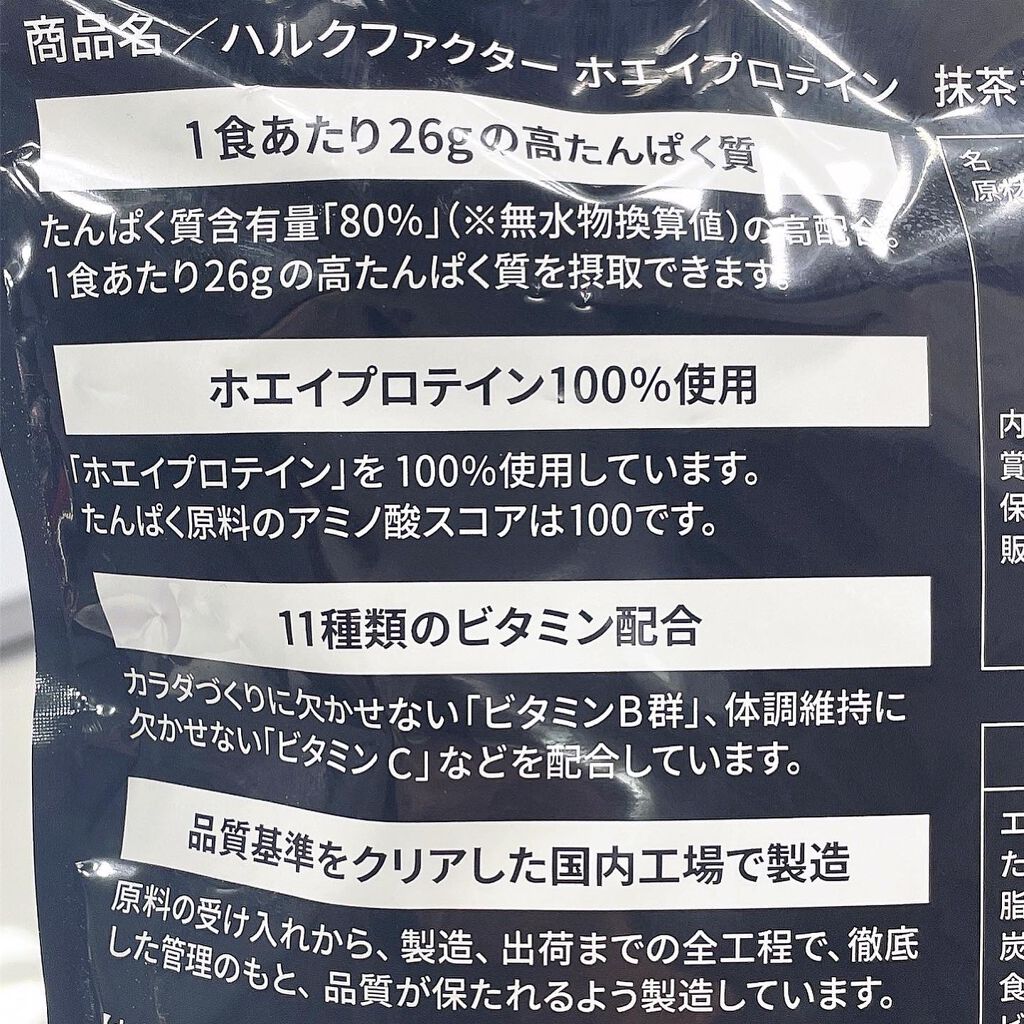 商品名／ハルクファクター ホエイプロテイン 抹茶
1食あたり26gの高たんぱく質
たんぱく質含有量「80%」(※無水物換算値)の高配合。
1食あたり26gの高たんぱく質を摂取できます。
ホエイプロテイン100%使用
「ホエイプロテイン」を100%使用しています。
たんぱく原料のアミノ酸スコアは100です。
11種類のビタミン配合
カラダづくりに欠かせない「ビタミンB群」、体調維持に
欠かせない「ビタミンC」などを配合しています。
品質基準をクリアした国内工場で製造
原料の受け入れから、製造、出荷までの全工程で、徹底
した管理のもと、品質が保たれるよう製造しています。
名
原材
内
賞
保
販
エ
た
脂
炭
食